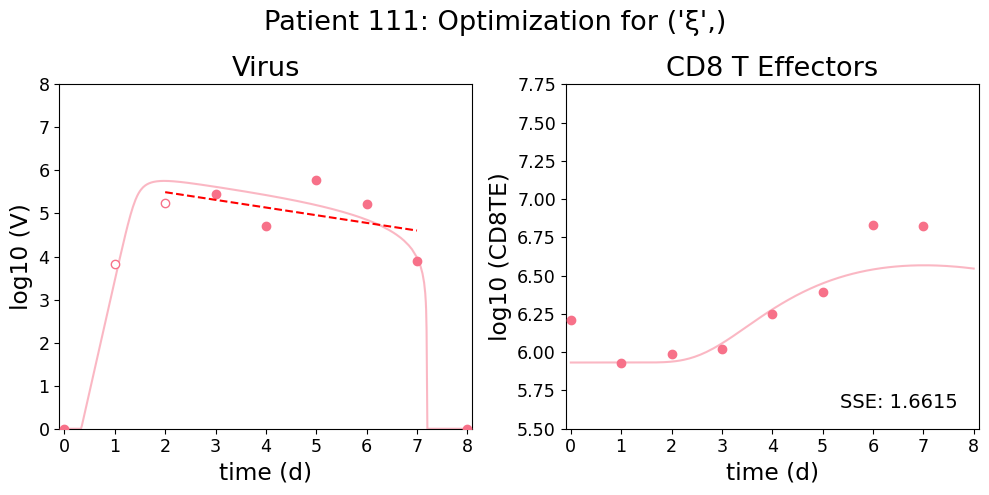 Patient 111: Optimization for ('ξ',)
Virus
8
7
6
5
4
3
2
1
0
log10 (V)
0 1 2 3 4 5 6 7 8
time (d)
CD8 T Effectors
7.75
7.50
7.25
7.00
6.75
6.50
6.25
6.00
5.75
5.50
log10 (CD8TE)
SSE: 1.6615
0 1 2 3 4 5 6 7 8
time (d)